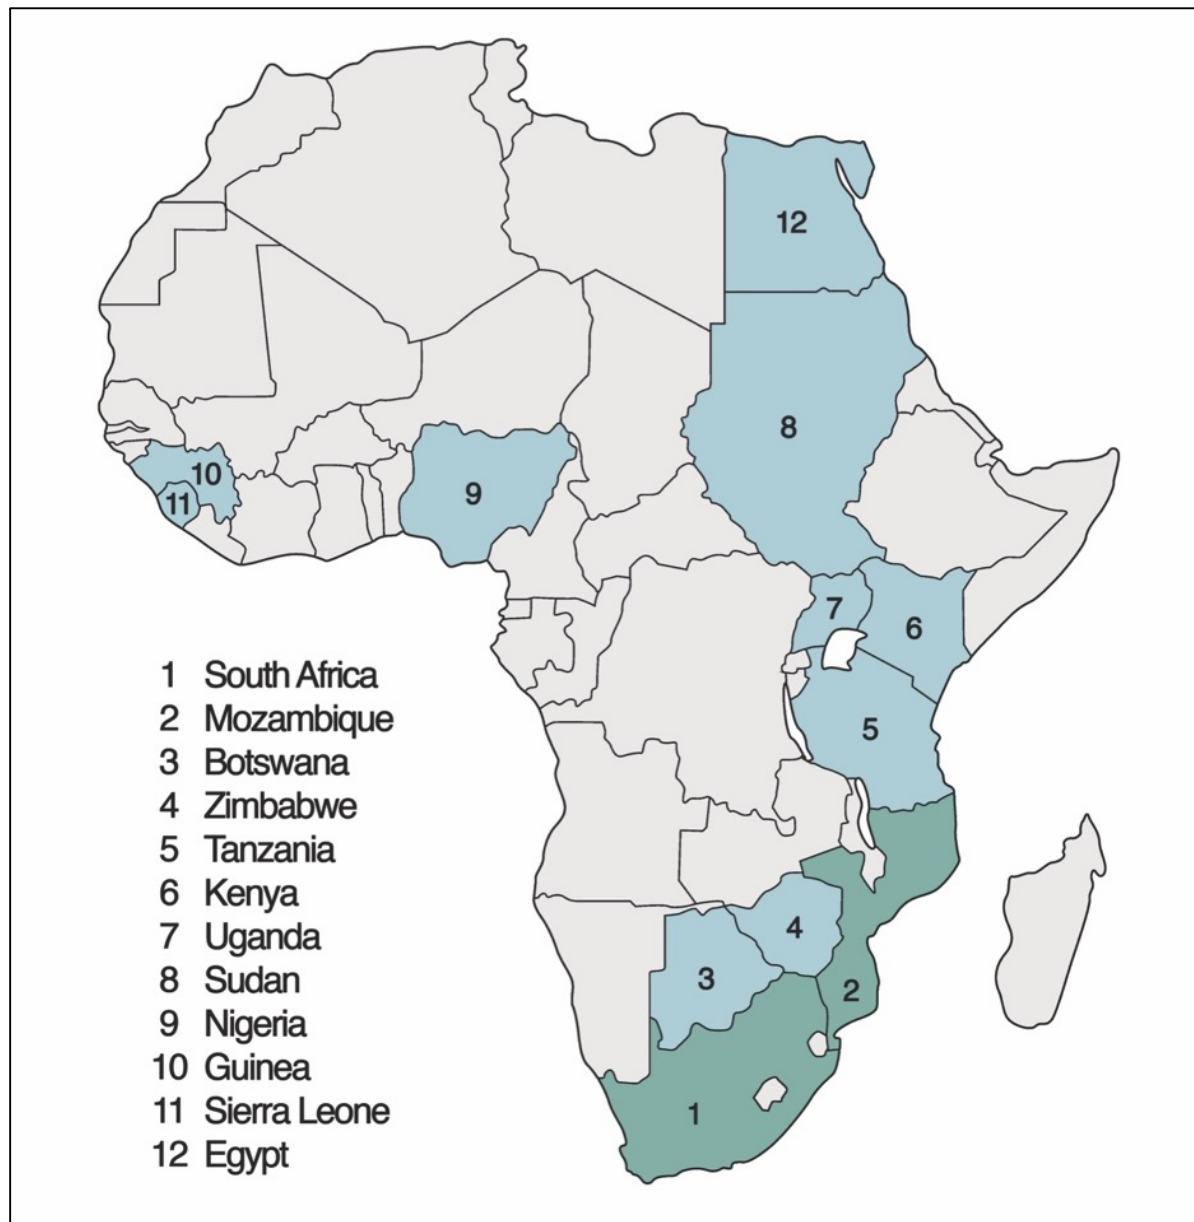 12
8
10
9
11
7
6
5
4
3
2
1
1 South Africa
2 Mozambique
3 Botswana
4 Zimbabwe
5 Tanzania
6 Kenya
7 Uganda
8 Sudan
9 Nigeria
10 Guinea
11 Sierra Leone
12 Egypt